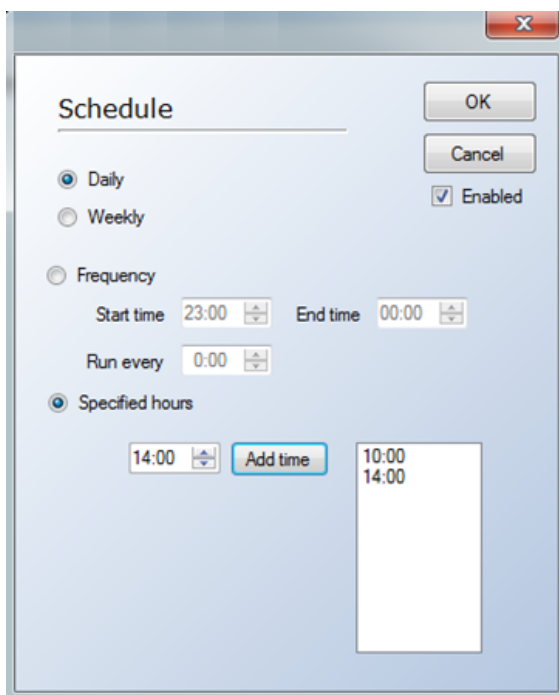 Schedule
OK
Cancel
Enabled
Daily
Weekly
Frequency
Start time 23:00 End time 00:00
Run every 0:00
Specified hours
14:00 Add time
10:00
14:00